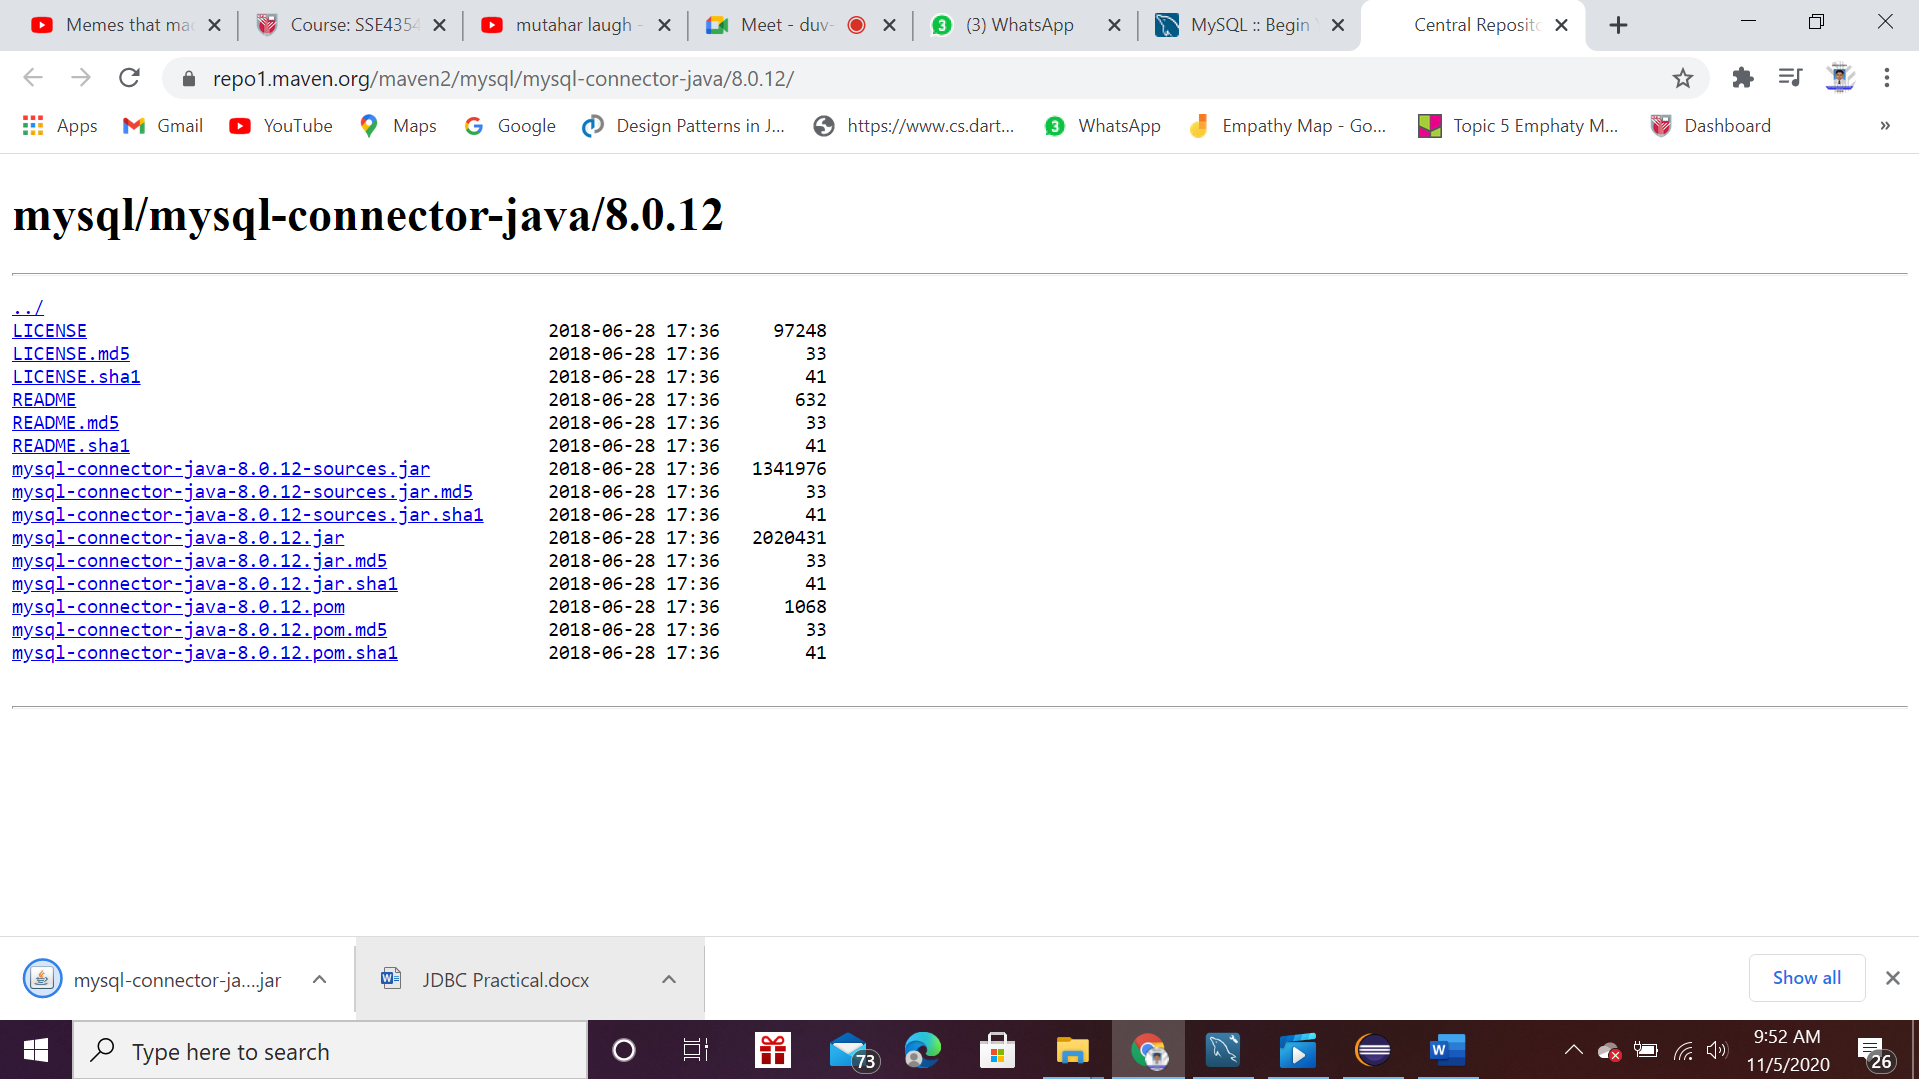 Memes that ma
Course: SSE4354
mutahar laugh -
Meet - duv-
3
(3) WhatsApp
MySQL :: Begin
Central Reposito
repo1.maven.org/maven2/mysql/mysql-connector-java/8.0.12/
Apps
Gmail
YouTube
Maps
Google
Design Patterns in J...
https://www.cs.dart...
3
WhatsApp
Empathy Map - Go...
Topic 5 Emphaty M...
Dashboard
»
mysql/mysql-connector-java/8.0.12
../
LICENSE 2018-06-28 17:36 97248
LICENSE.md5 2018-06-28 17:36 33
LICENSE.sha1 2018-06-28 17:36 41
README 2018-06-28 17:36 632
README.md5 2018-06-28 17:36 33
README.sha1 2018-06-28 17:36 41
mysql-connector-java-8.0.12-sources.jar 2018-06-28 17:36 1341976
mysql-connector-java-8.0.12-sources.jar.md5 2018-06-28 17:36 33
mysql-connector-java-8.0.12-sources.jar.sha1 2018-06-28 17:36 41
mysql-connector-java-8.0.12.jar 2018-06-28 17:36 2020431
mysql-connector-java-8.0.12.jar.md5 2018-06-28 17:36 33
mysql-connector-java-8.0.12.jar.sha1 2018-06-28 17:36 41
mysql-connector-java-8.0.12.pom 2018-06-28 17:36 1068
mysql-connector-java-8.0.12.pom.md5 2018-06-28 17:36 33
mysql-connector-java-8.0.12.pom.sha1 2018-06-28 17:36 41
mysql-connector-ja....jar
JDBC Practical.docx
Show all
Type here to search
73
9:52 AM
11/5/2020
26